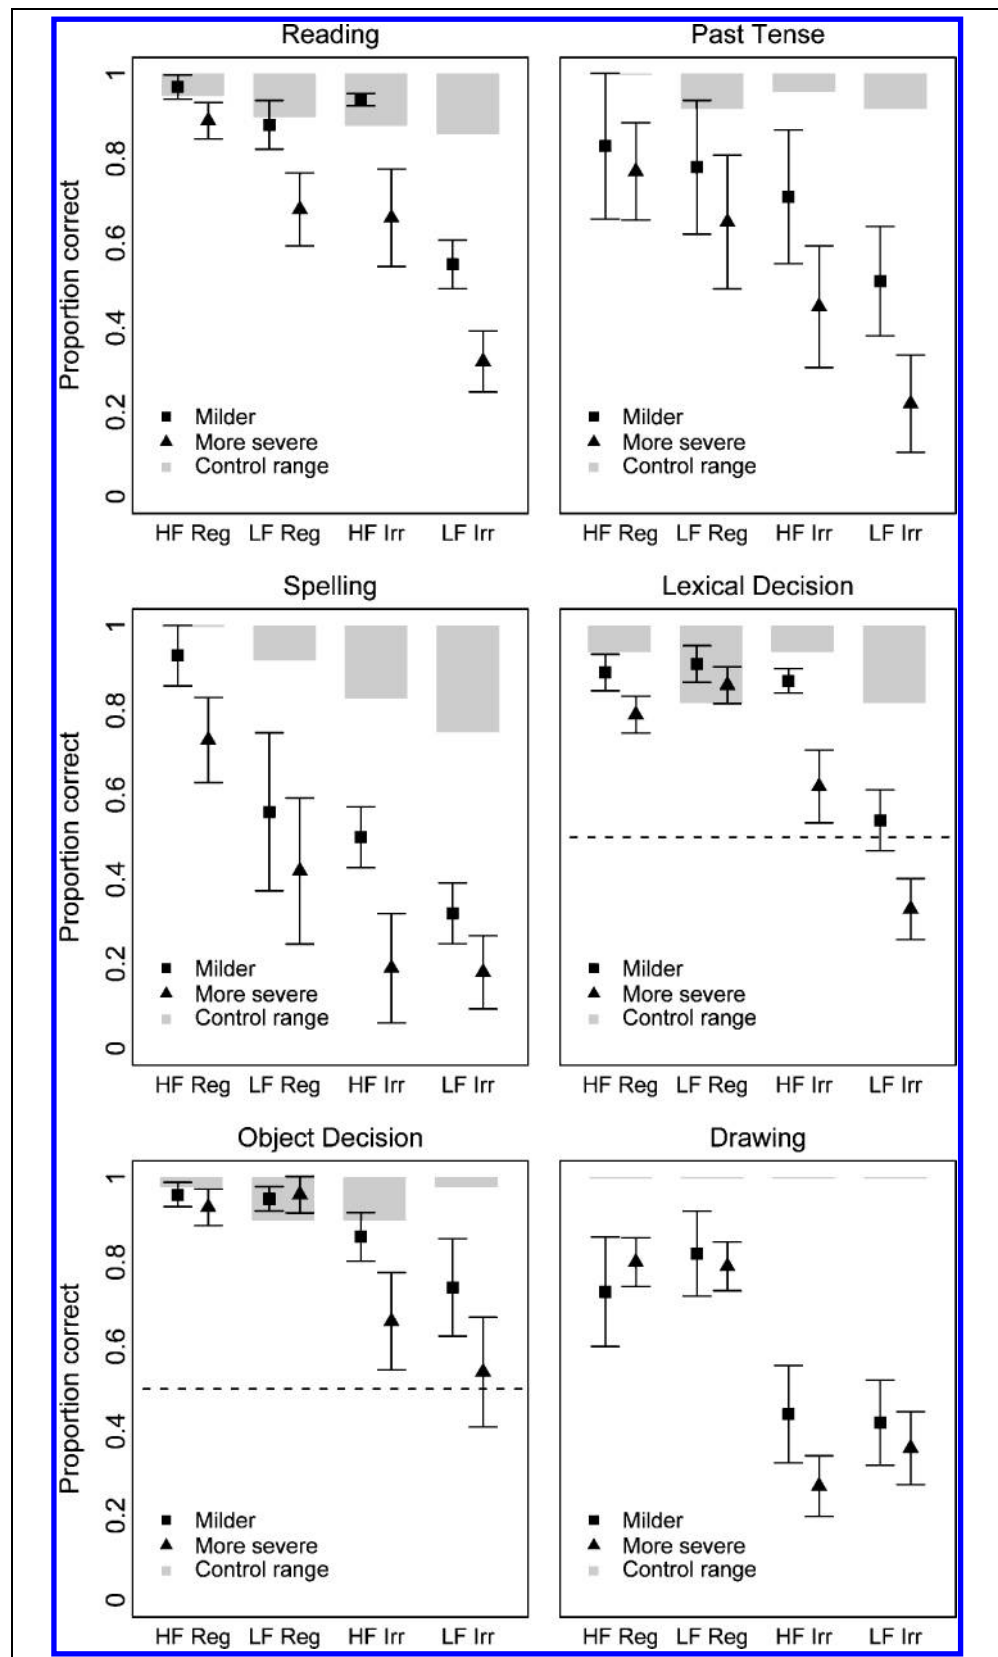 Reading
Past Tense
Proportion correct
1
0.8
0.6
0.4
0.2
0
Milder
More severe
Control range
Milder
More severe
Control range
HF Reg LF Reg HF Irr LF Irr
HF Reg LF Reg HF Irr LF Irr
Spelling
Lexical Decision
Proportion correct
1
0.8
0.6
0.4
0.2
0
Milder
More severe
Control range
Milder
More severe
Control range
HF Reg LF Reg HF Irr LF Irr
HF Reg LF Reg HF Irr LF Irr
Object Decision
Drawing
Proportion correct
1
0.8
0.6
0.4
0.2
0
Milder
More severe
Control range
Milder
More severe
Control range
HF Reg LF Reg HF Irr LF Irr
HF Reg LF Reg HF Irr LF Irr